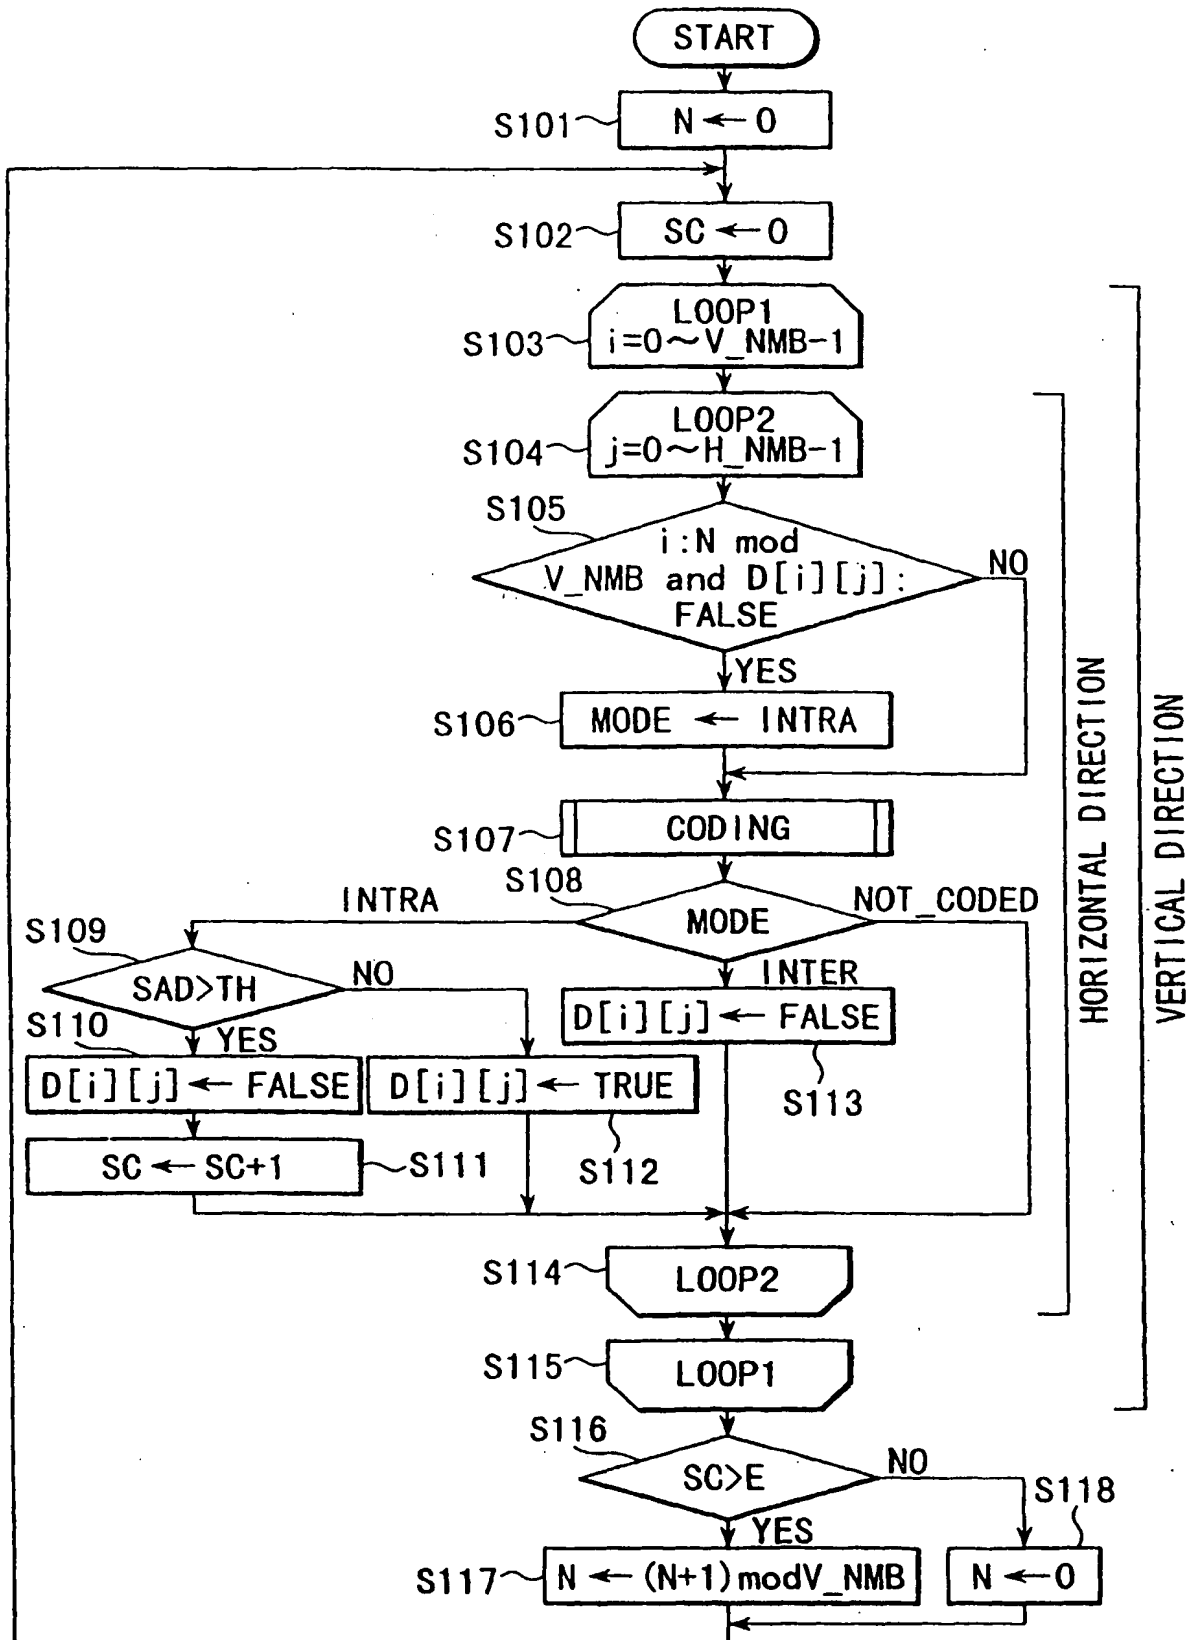 START
S101
N ← 0
S102
SC ← 0
LOOP1
S103
i=0~V_NMB-1
LOOP2
S104
j=0~H_NMB-1
S105
i:N mod
V_NMB and D[i][j]:
FALSE
NO
YES
S106
MODE ← INTRA
S107
CODING
S108
INTRA
MODE
NOT_CODED
S109
SAD>TH
NO
INTER
D[i][j] ← FALSE
S113
S110
YES
D[i][j] ← FALSE
D[i][j] ← TRUE
S112
SC ← SC+1
S111
S114
LOOP2
S115
LOOP1
HORIZONTAL DIRECTION
VERTICAL DIRECTION
S116
SC>E
NO
S118
YES
S117
N ← (N+1)modV_NMB
N ← 0